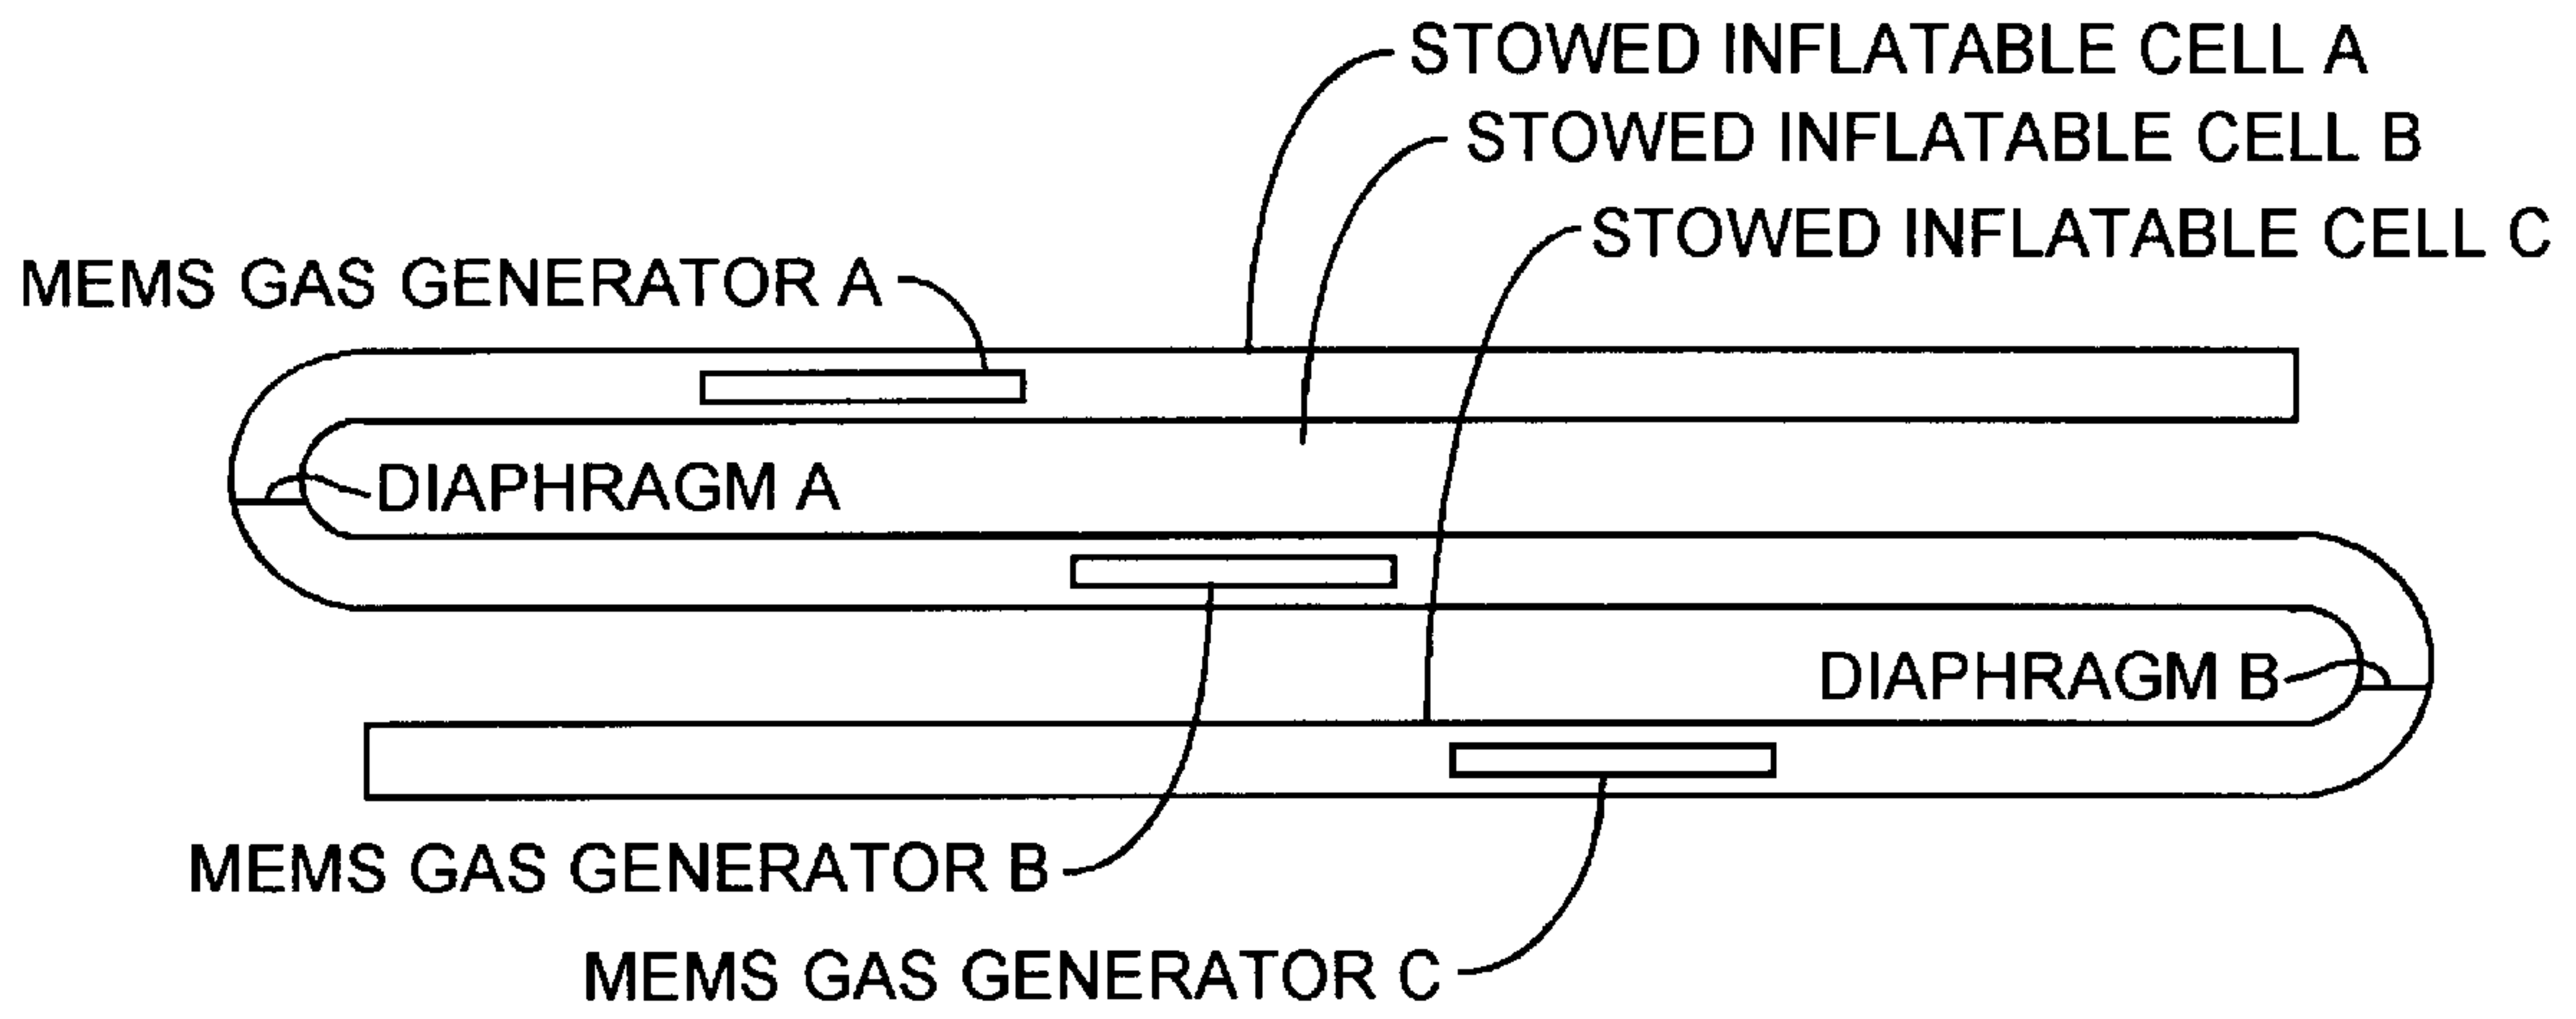 STOWED INFLATABLE CELL A
STOWED INFLATABLE CELL B
STOWED INFLATABLE CELL C
MEMS GAS GENERATOR A
DIAPHRAGM A
DIAPHRAGM B
MEMS GAS GENERATOR B
MEMS GAS GENERATOR C